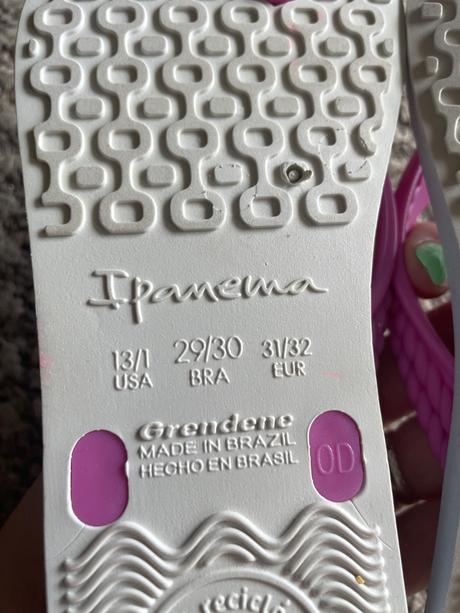 Ipanema
13/1 29/30 31/32
USA BRA EUR
Grendene
MADE IN BRAZIL
HECHO EN BRASIL
OD